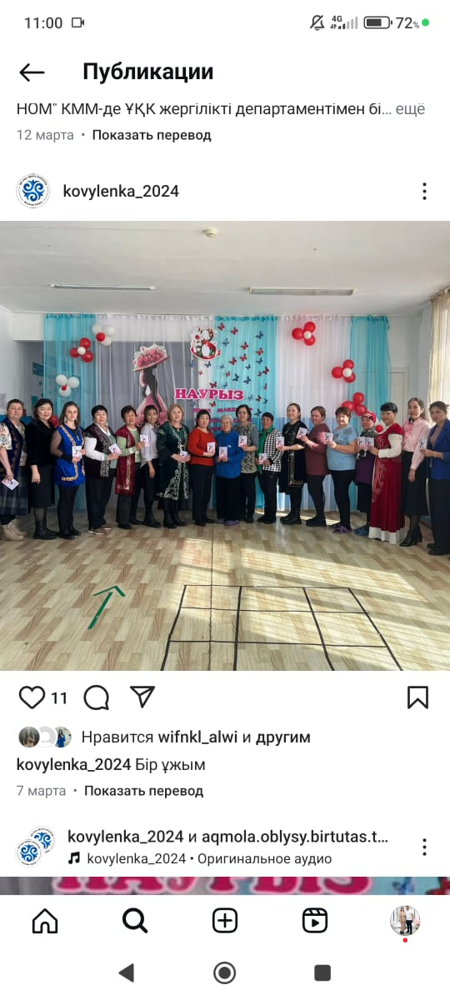 11:00
4G
72%
Публикации
НОМ" КММ-де ҰҚК жергілікті департаментімен бі... ещё
12 марта • Показать перевод
kovylenka_2024
8
НАУРЫЗ
11
Нравится wifnkl_alwi и другим
kovylenka_2024 Бір ұжым
7 марта • Показать перевод
kovylenka_2024 и aqmola.oblysy.birtutas.t...
kovylenka_2024 • Оригинальное аудио
НАУРЫЗ